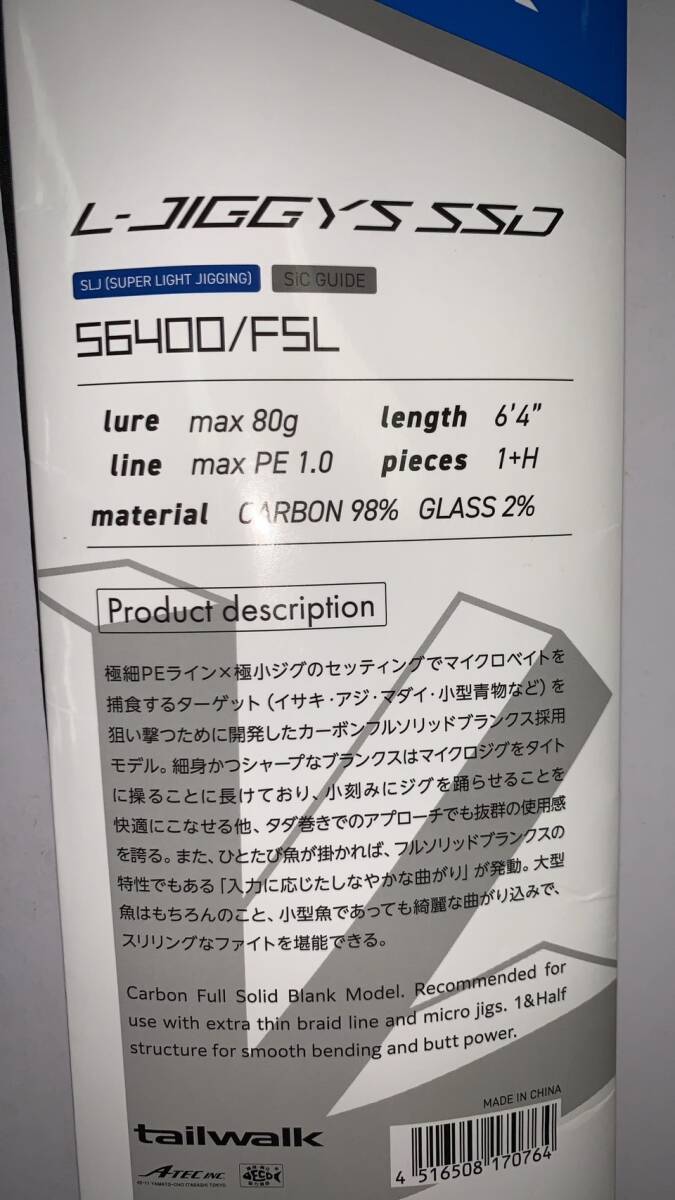 L-JIGGYS SSD
SLJ (SUPER LIGHT JIGGING) SiC GUIDE
S6400/FSL
lure max 80g length 6'4"
line max PE 1.0 pieces 1+H
material CARBON 98% GLASS 2%
Product description
極細PEライン×極小ジグのセッティングでマイクロベイトを
捕食するターゲット(イサキ・アジ・マダイ・小型青物など)を
狙い撃つために開発したカーボンフルソリッドブランクス採用
モデル。細身かつシャープなブランクスはマイクロジグをタイト
に操ることに長けており、小刻みにジグを踊らせることを
快適にこなせる他、タダ巻きでのアプローチでも抜群の使用感
を誇る。また、ひとたび魚が掛かれば、フルソリッドブランクスの
特性でもある「入力に応じたしなやかな曲がり」が発動。大型
魚はもちろんのこと、小型魚であっても綺麗な曲がり込みで、
スリリングなファイトを堪能できる。
Carbon Full Solid Blank Model. Recommended for
use with extra thin braid line and micro jigs. 1&Half
structure for smooth bending and butt power.
MADE IN CHINA
tailwalk
A-TEC INC.
4 516508 170764